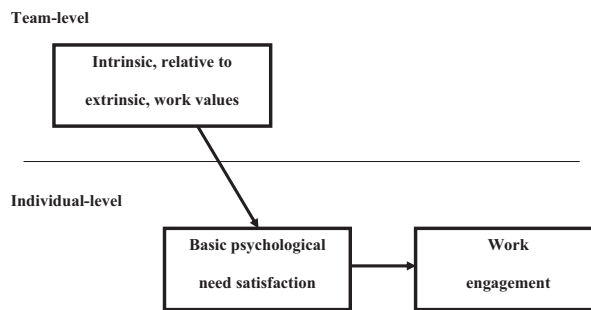 Team-level
Intrinsic, relative to
extrinsic, work values
Individual-level
Basic psychological
need satisfaction
Work
engagement